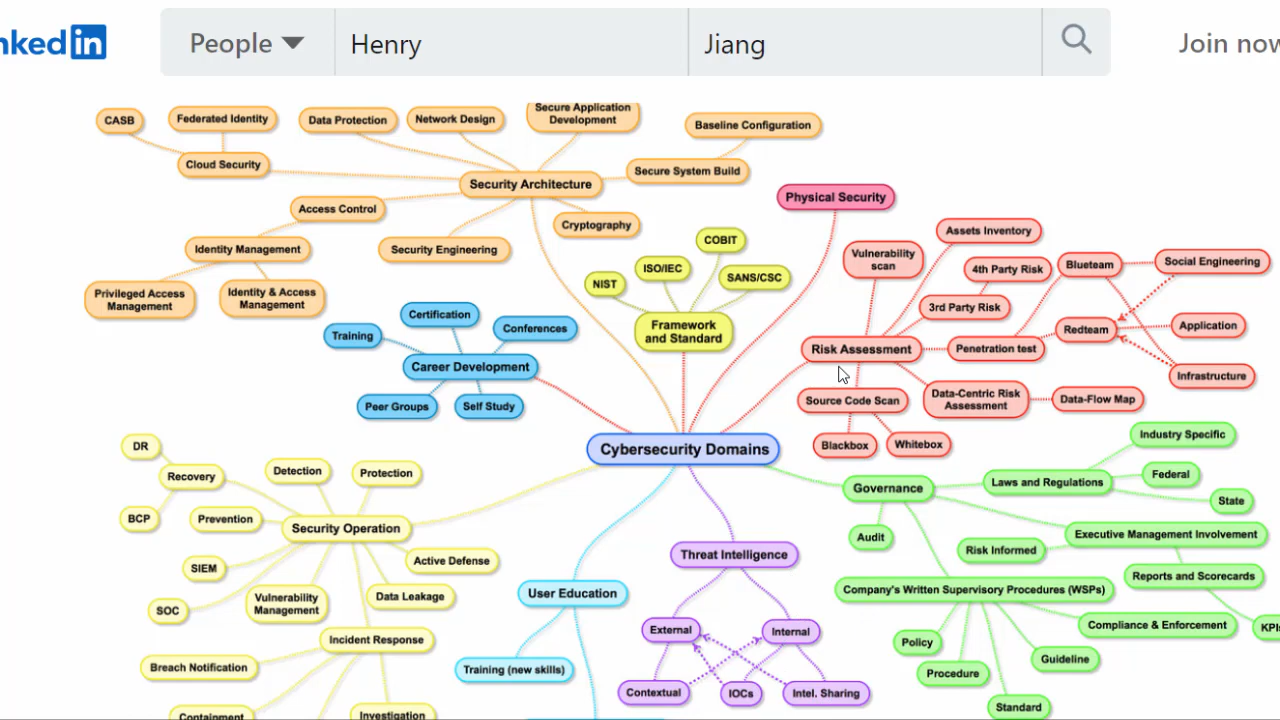 nkedin
People
Henry
Jiang
Join now
CASB
Federated Identity
Data Protection
Network Design
Secure Application
Development
Baseline Configuration
Cloud Security
Secure System Build
Security Architecture
Physical Security
Access Control
Cryptography
Identity Management
Security Engineering
Privileged Access
Management
Identity & Access
Management
COBIT
ISO/IEC
NIST
SANS/CSC
Framework
and Standard
Certification
Training
Conferences
Career Development
Peer Groups
Self Study
Assets Inventory
Vulnerability
scan
4th Party Risk
Blueteam
Social Engineering
3rd Party Risk
Redteam
Application
Risk Assessment
Penetration test
Infrastructure
Source Code Scan
Data-Centric Risk
Assessment
Data-Flow Map
Blackbox
Whitebox
Cybersecurity Domains
DR
Recovery
Detection
Protection
BCP
Prevention
Security Operation
SIEM
Active Defense
SOC
Vulnerability
Management
Data Leakage
Incident Response
Breach Notification
Containment
Investigation
User Education
Training (new skills)
Threat Intelligence
External
Internal
Contextual
IOCs
Intel. Sharing
Industry Specific
Governance
Laws and Regulations
Federal
State
Audit
Executive Management Involvement
Risk Informed
Reports and Scorecards
Company's Written Supervisory Procedures (WSPs)
Compliance & Enforcement
KPIs
Policy
Procedure
Guideline
Standard